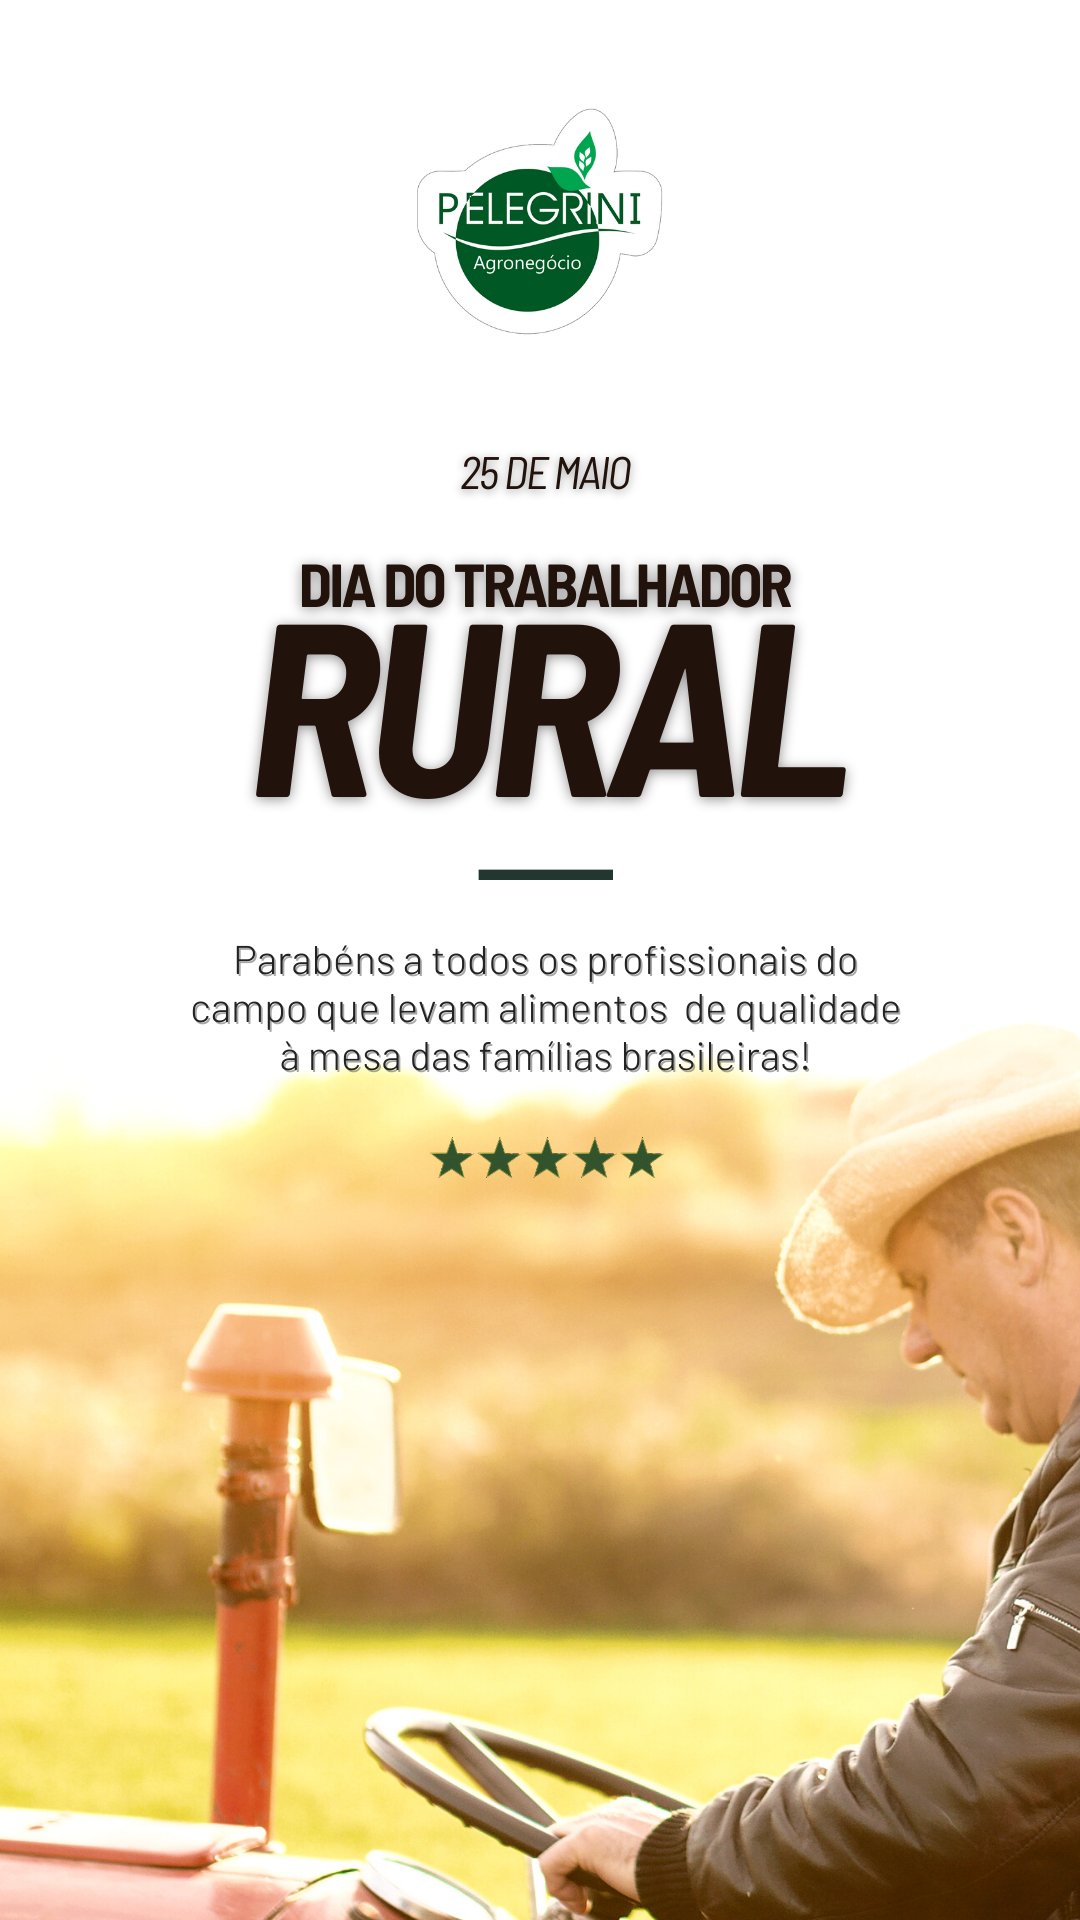 PELEGRINI
Agronegócio
25 DE MAIO
DIA DO TRABALHADOR
RURAL
Parabéns a todos os profissionais do
campo que levam alimentos de qualidade
à mesa das famílias brasileiras!